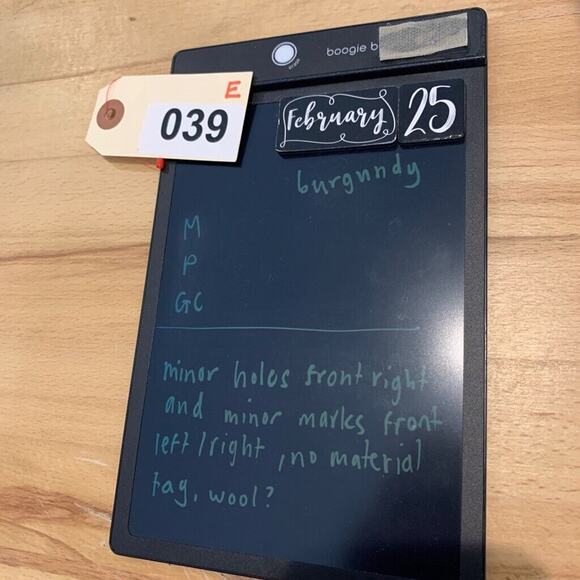 boogie b
erase
E
039
February 25
burgundy
M
P
GC
minor holes front right
and minor marks front
left/right, no material
tag, wool?